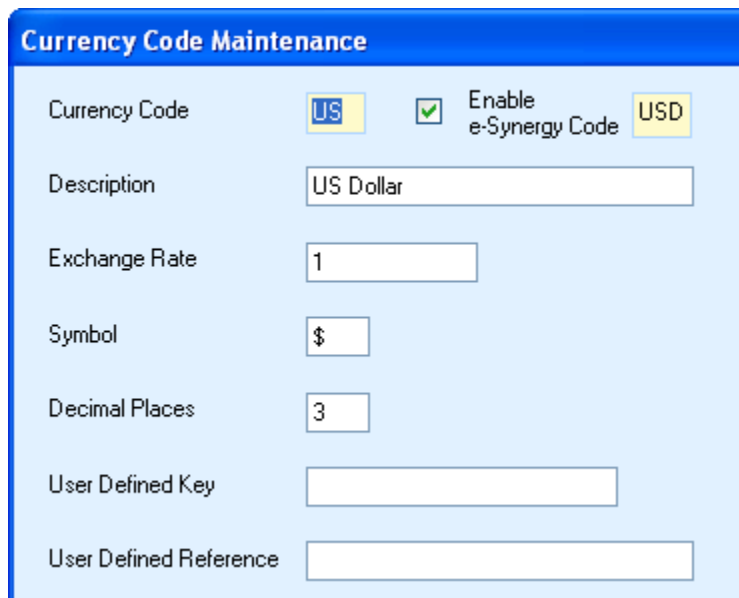 Currency Code Maintenance
Currency Code US Enable
e-Synergy Code USD
Description US Dollar
Exchange Rate 1
Symbol $
Decimal Places 3
User Defined Key
User Defined Reference